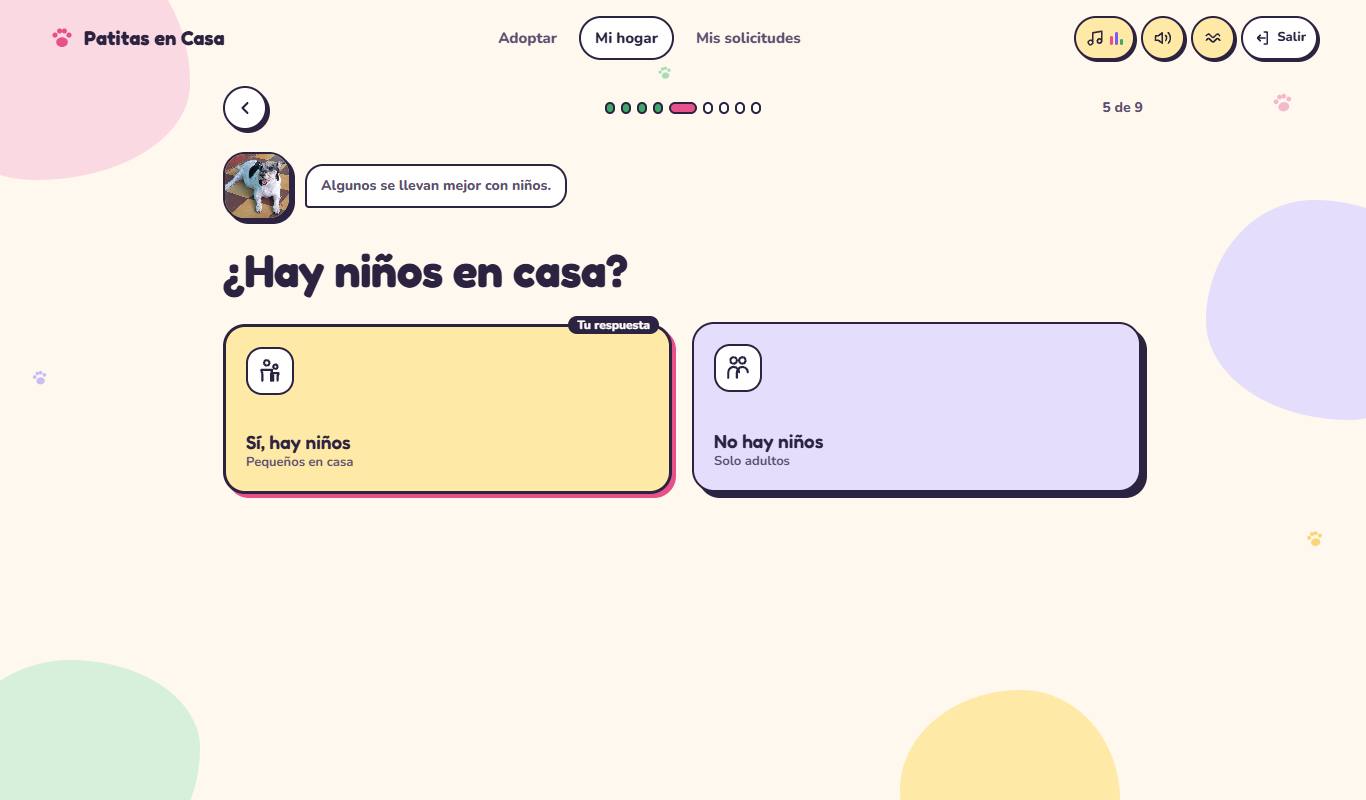 Patitas en Casa
Adoptar
Mi hogar
Mis solicitudes
Salir
5 de 9
Algunos se llevan mejor con niños.
¿Hay niños en casa?
Tu respuesta
Sí, hay niños
Pequeños en casa
No hay niños
Solo adultos